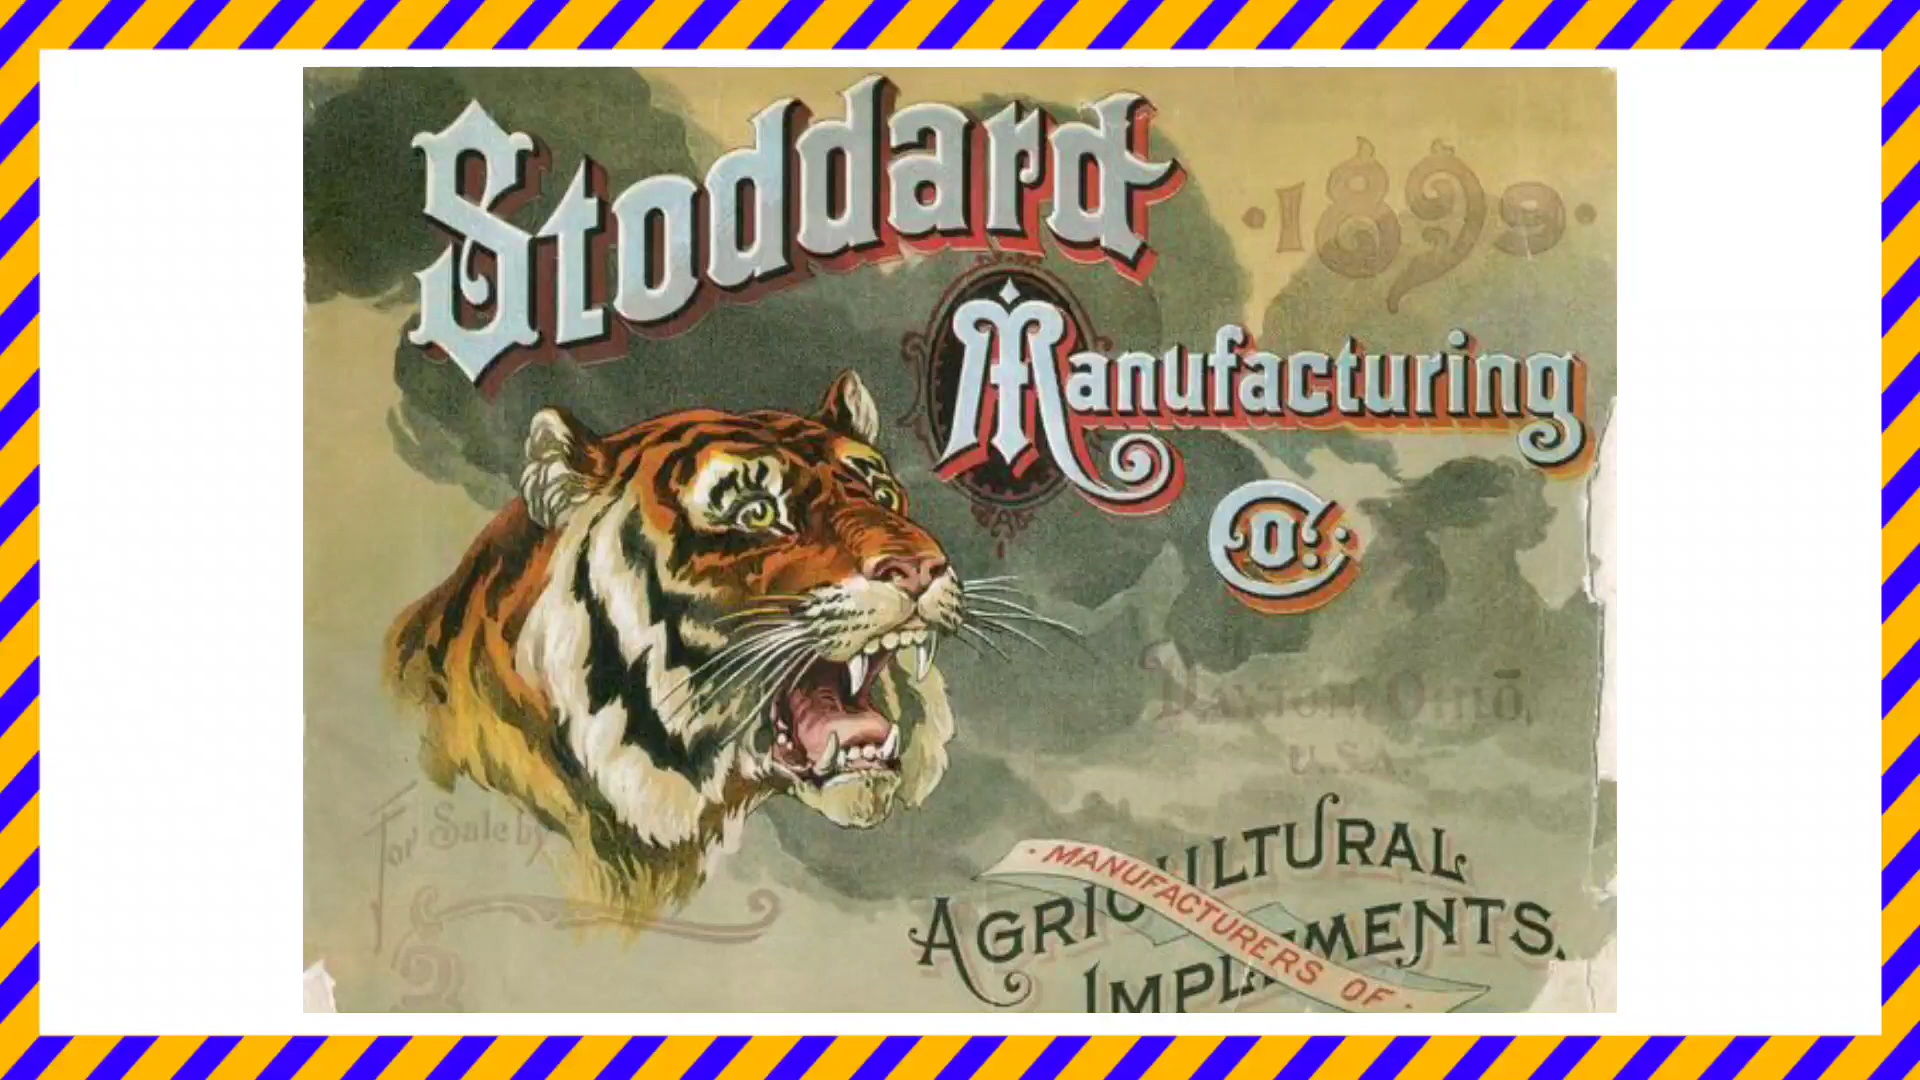 Stoddard
·1899·
Manufacturing
Co.
Dayton, Ohio,
U.S.A.
For Sale by
· MANUFACTURERS OF ·
AGRICULTURAL
IMPLEMENTS.